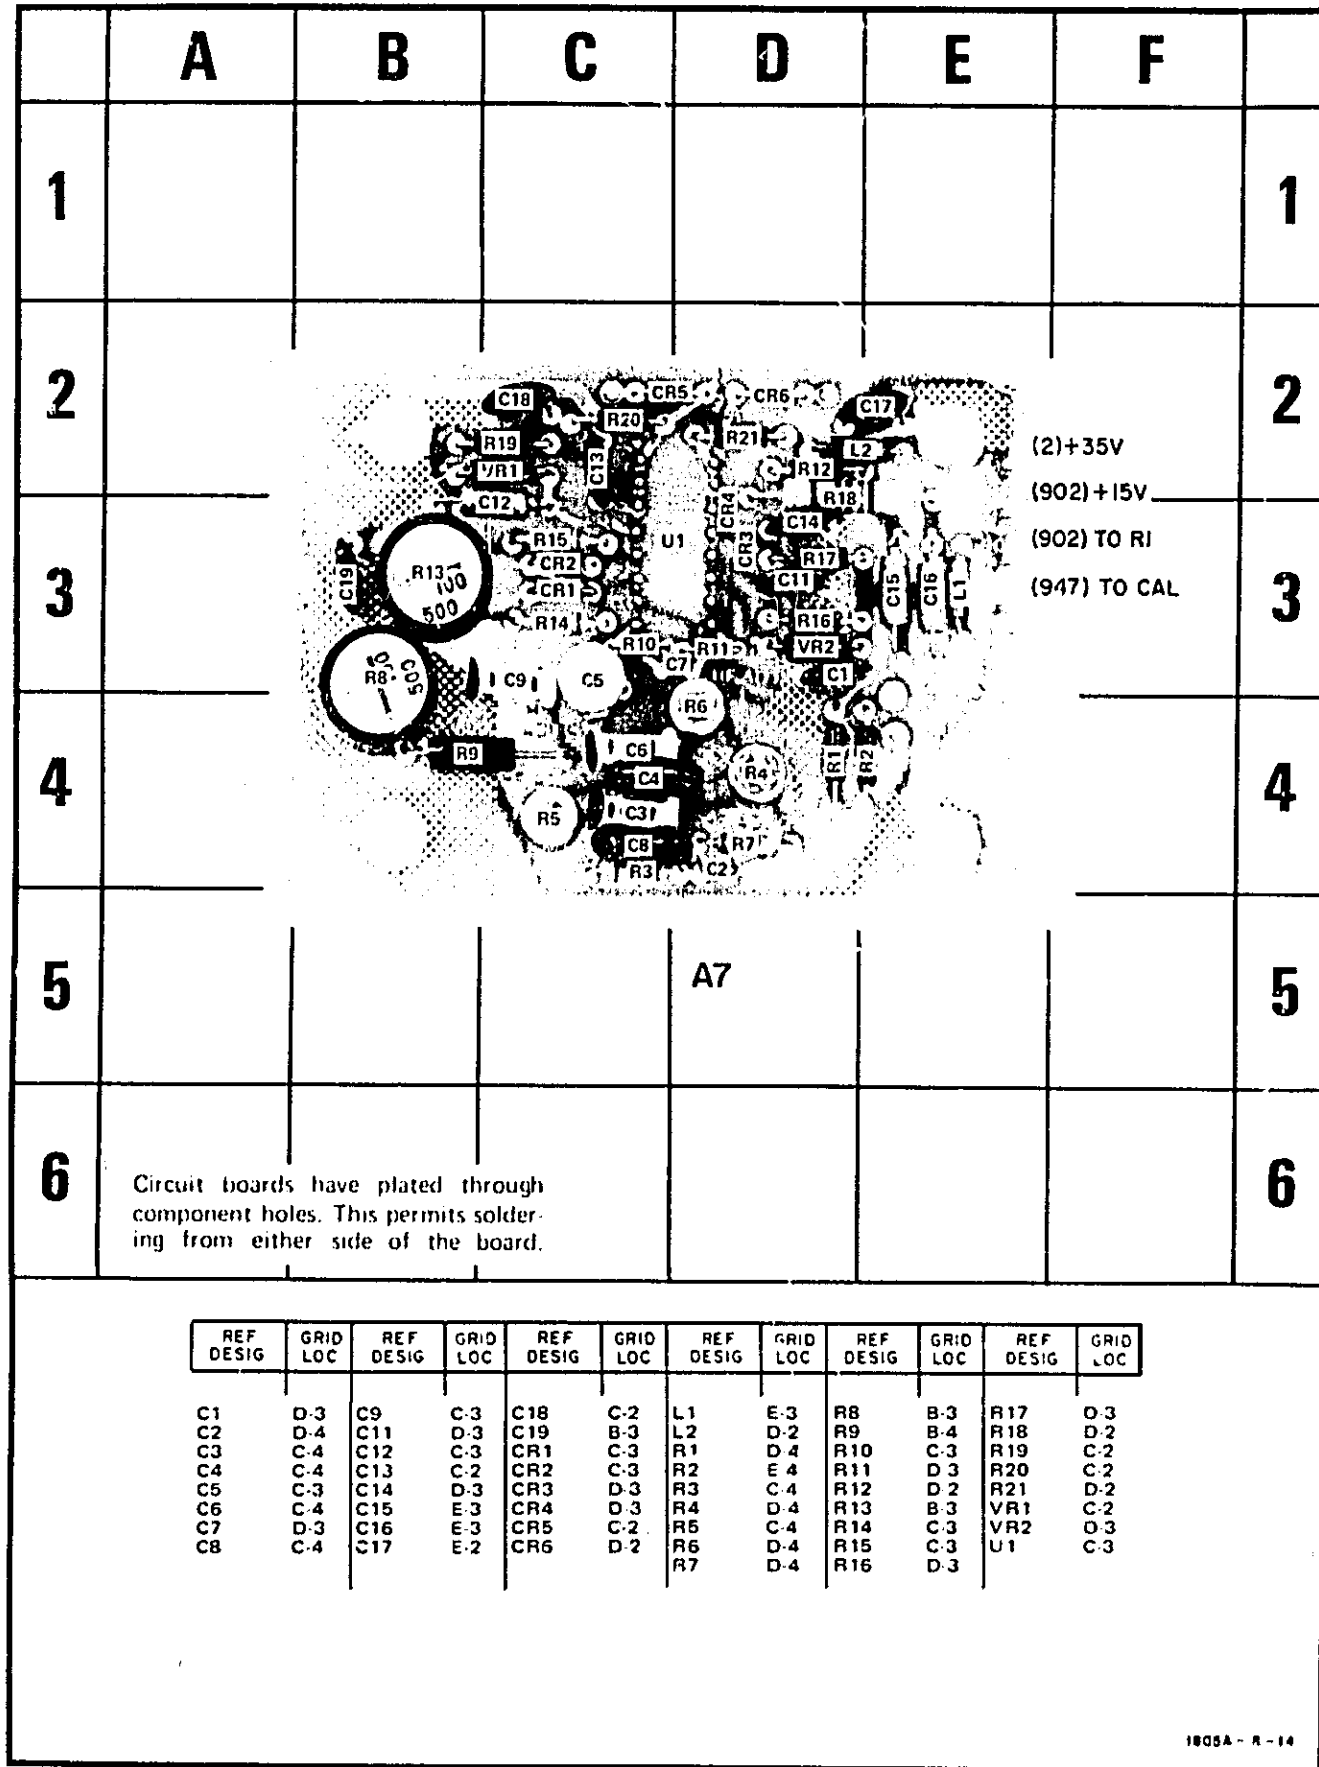 A B C D E F
1 1
2 2
C18 CR5 CR6 C17
R20
R19 R21 L2
VR1 C13 R12
C12 CR4 R18
(2)+35V
(902)+15V
(902) TO R1
(947) TO CAL
3 3
C14
R15 U1 CR3 R17
C19 R13 CR2 C11 C15 C16 L1
100 CR1
500 R14 R16
R10 R11 VR2
C7 C1
R8 C9 C5
500
R6
4 4
R9 C6 R1 R2
C4 R4
R5 C3
C8 R7
R3 C2
5 5
A7
6 6
Circuit boards have plated through
component holes. This permits solder-
ing from either side of the board.
REF DESIG GRID LOC REF DESIG GRID LOC REF DESIG GRID LOC REF DESIG GRID LOC REF DESIG GRID LOC REF DESIG GRID LOC
C1 D-3 C9 C-3 C18 C-2 L1 E-3 R8 B-3 R17 D-3
C2 D-4 C11 D-3 C19 B-3 L2 D-2 R9 B-4 R18 D-2
C3 C-4 C12 C-3 CR1 C-3 R1 D-4 R10 C-3 R19 C-2
C4 C-4 C13 C-2 CR2 C-3 R2 E-4 R11 D-3 R20 C-2
C5 C-3 C14 D-3 CR3 D-3 R3 C-4 R12 D-2 R21 D-2
C6 C-4 C15 E-3 CR4 D-3 R4 D-4 R13 B-3 VR1 C-2
C7 D-3 C16 E-3 CR5 C-2 R5 C-4 R14 C-3 VR2 D-3
C8 C-4 C17 E-2 CR6 D-2 R6 D-4 R15 C-3 U1 C-3
R7 D-4 R16 D-3
1805A-R-14